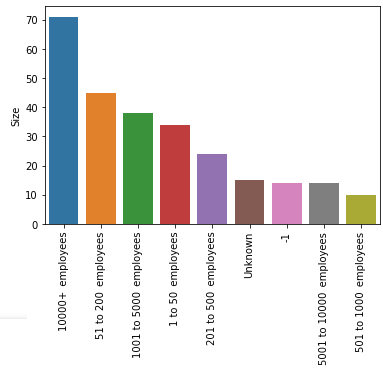 70
60
50
40
30
20
10
0
Size
10000+ employees
51 to 200 employees
1001 to 5000 employees
1 to 50 employees
201 to 500 employees
Unknown
-1
5001 to 10000 employees
501 to 1000 employees